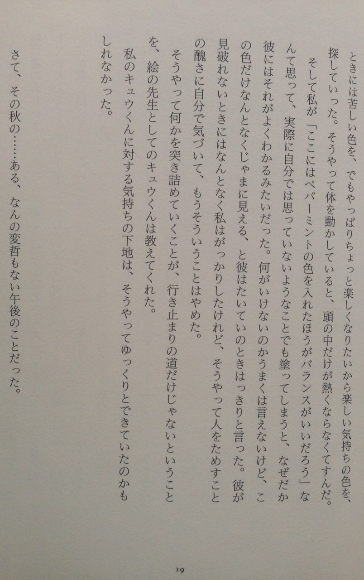 ときには苦しい色を、でもやっぱりちょっと楽しくなりたいから楽しい気持ちの色を、
探していった。そうやって体を動かしていると、頭の中だけが熱くならなくてすんだ。
そして私が「ここにはペパーミントの色を入れたほうがバランスがいいだろう」な
んて思って、実際に自分では思っていないようなことでも塗ってしまうと、なぜだか
彼にはそれがよくわかるみたいだった。何がいけないのかうまくは言えないけど、こ
の色だけなんとなくじゃまに見える、と彼はたいていのときはっきりと言った。彼が
見破れないときにはなんとなく私はがっかりしたけれど、そうやって人をためすこと
の醜さに自分で気づいて、もうそういうことはやめた。
そうやって何かを突き詰めていくことが、行き止まりの道だけじゃないということ
を、絵の先生としてのキュウくんは教えてくれた。
私のキュウくんに対する気持ちの下地は、そうやってゆっくりとできていたのかも
しれなかった。
さて、その秋の……ある、なんの変哲もない午後のことだった。
19